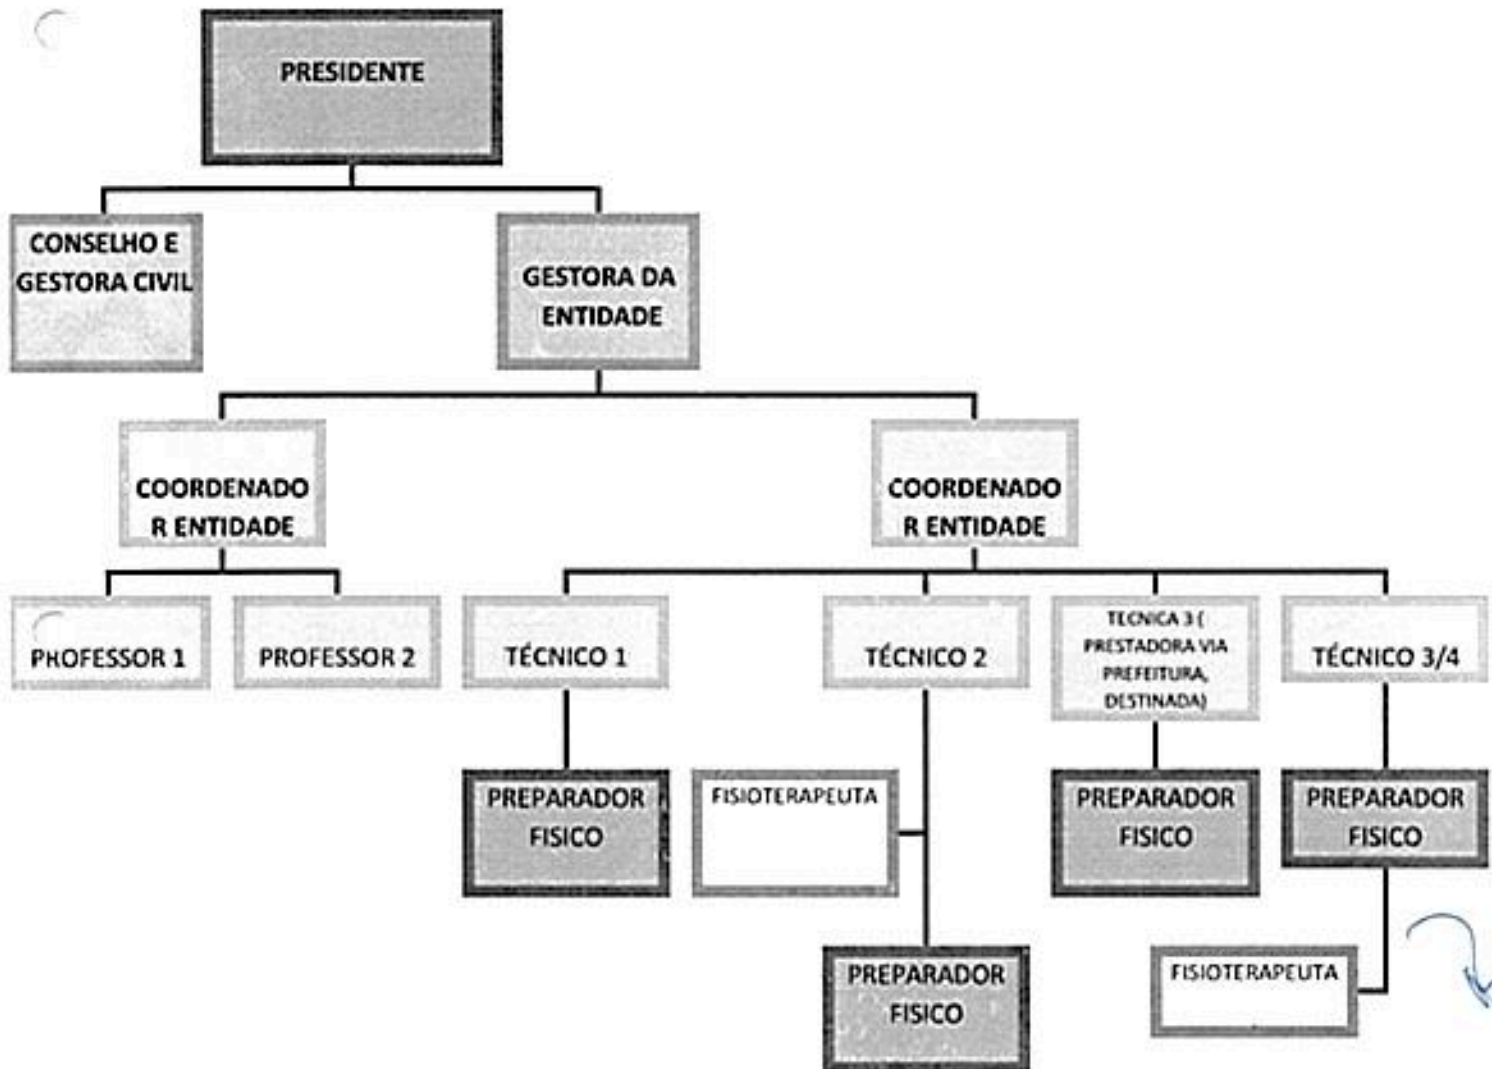 PRESIDENTE
CONSELHO E
GESTORA CIVIL
GESTORA DA
ENTIDADE
COORDENADO
R ENTIDADE
COORDENADO
R ENTIDADE
PROFESSOR 1
PROFESSOR 2
TÉCNICO 1
TÉCNICO 2
TECNICA 3 (
PRESTADORA VIA
PREFEITURA,
DESTINADA)
TÉCNICO 3/4
PREPARADOR
FISICO
FISIOTERAPEUTA
PREPARADOR
FISICO
PREPARADOR
FISICO
PREPARADOR
FISICO
FISIOTERAPEUTA